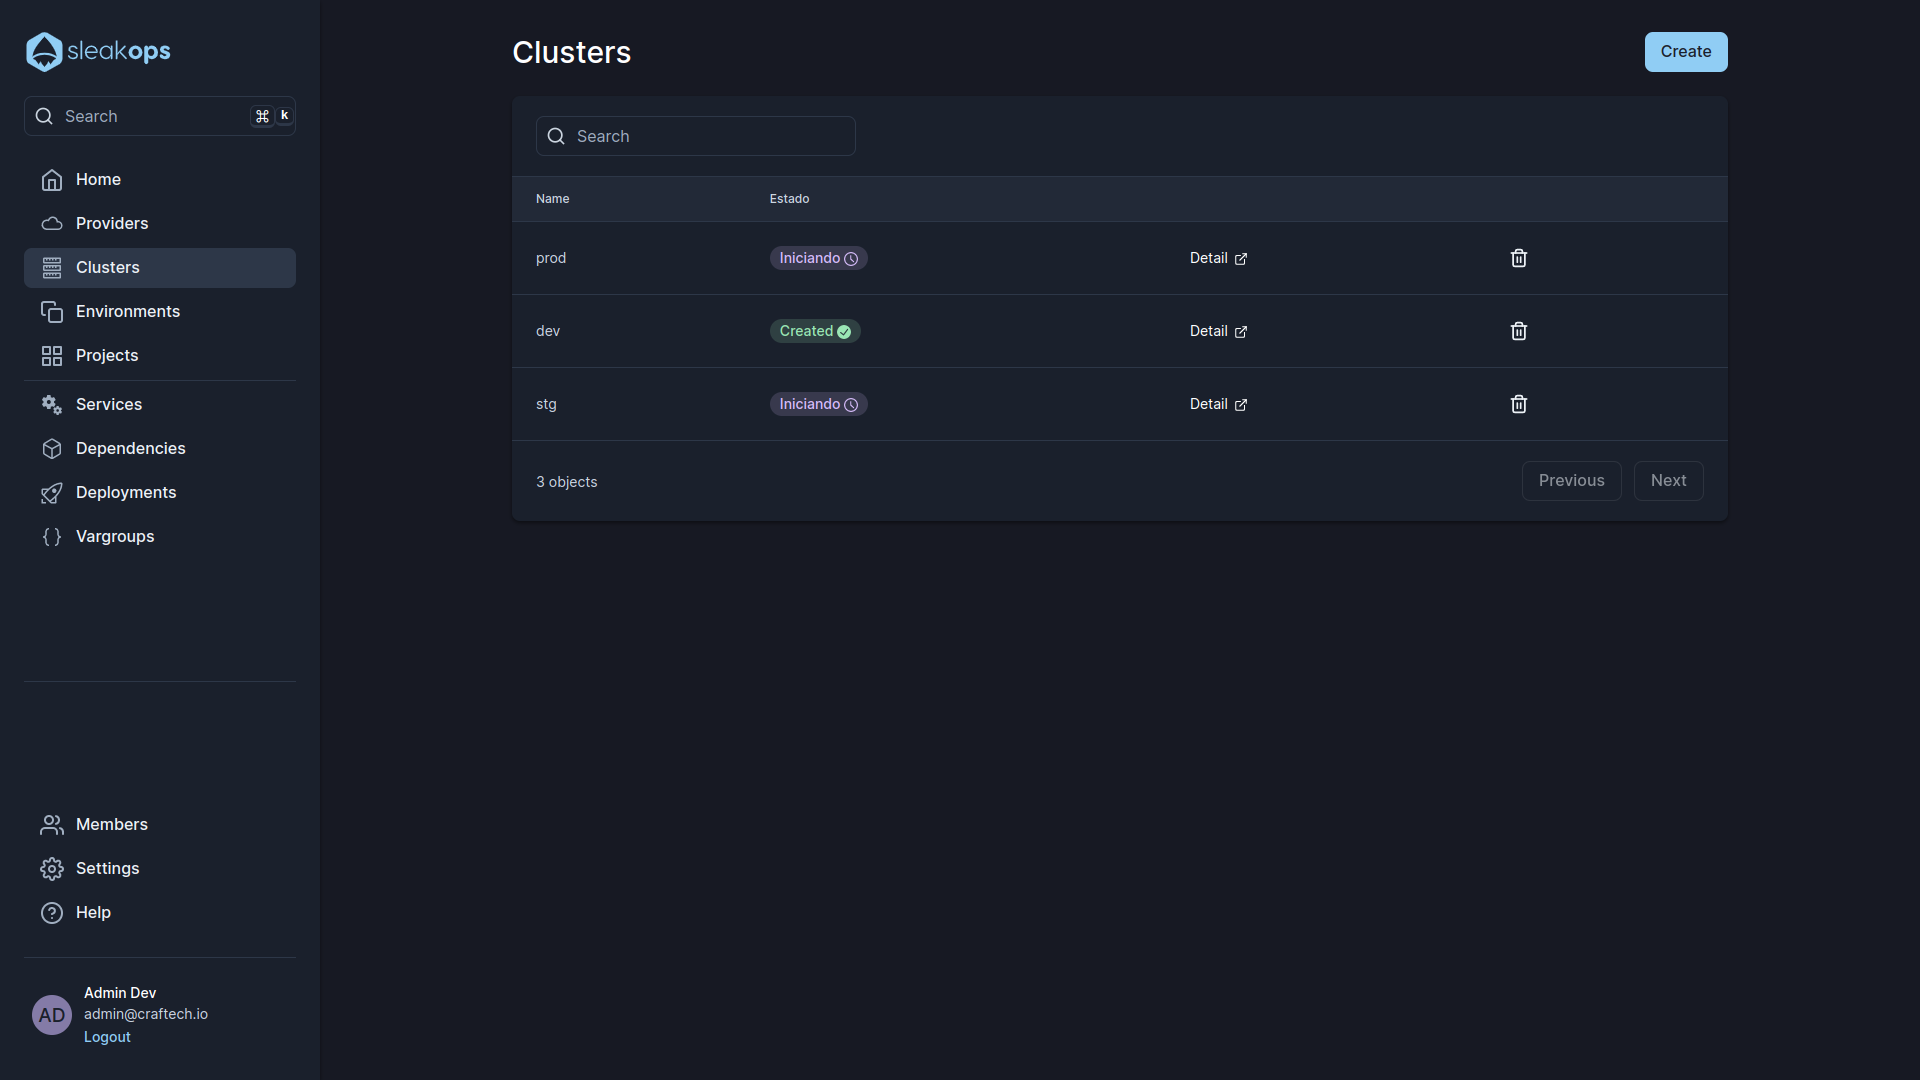 sleakops
Search ⌘ k
Home
Providers
Clusters
Environments
Projects
Services
Dependencies
Deployments
Vargroups
Members
Settings
Help
AD
Admin Dev
admin@craftech.io
Logout
Clusters
Create
Search
Name Estado
prod Iniciando Detail
dev Created Detail
stg Iniciando Detail
3 objects Previous Next